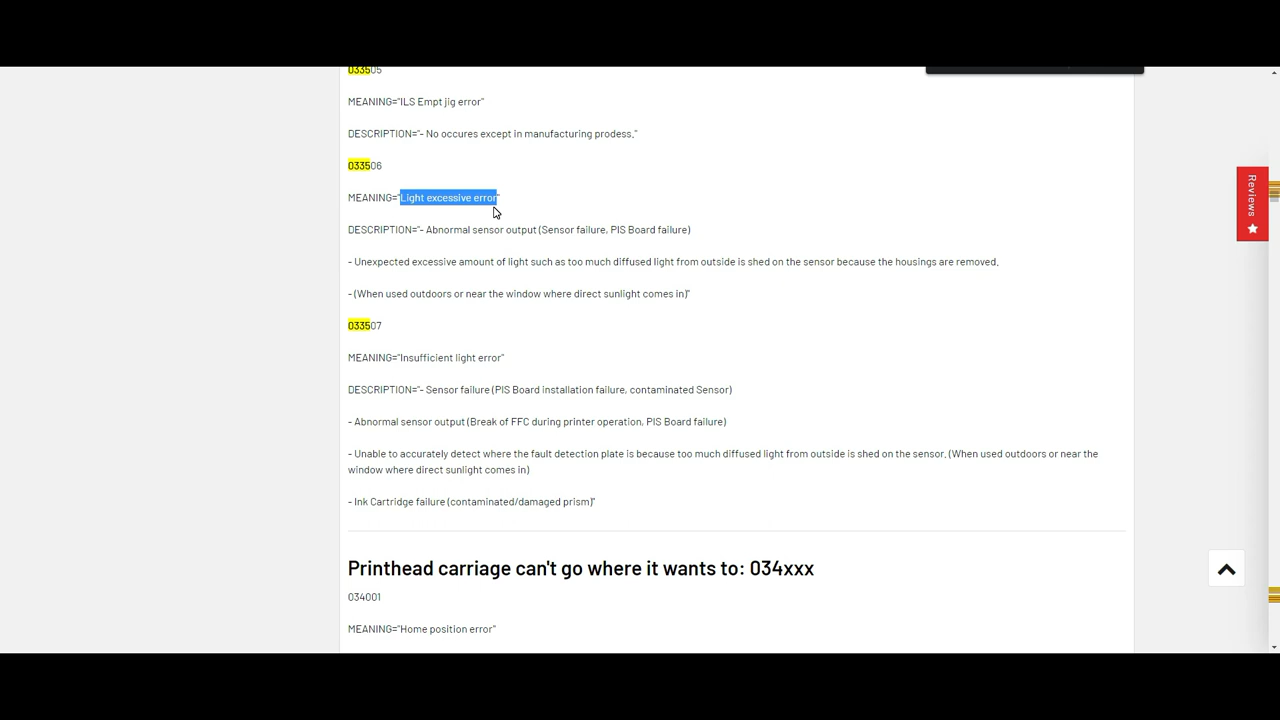 033505
MEANING="ILS Empt jig error"
DESCRIPTION="- No occures except in manufacturing prodess."
033506
MEANING="Light excessive error"
DESCRIPTION="- Abnormal sensor output (Sensor failure, PIS Board failure)
- Unexpected excessive amount of light such as too much diffused light from outside is shed on the sensor because the housings are removed.
- (When used outdoors or near the window where direct sunlight comes in)"
033507
MEANING="Insufficient light error"
DESCRIPTION="- Sensor failure (PIS Board installation failure, contaminated Sensor)
- Abnormal sensor output (Break of FFC during printer operation, PIS Board failure)
- Unable to accurately detect where the fault detection plate is because too much diffused light from outside is shed on the sensor. (When used outdoors or near the
window where direct sunlight comes in)
- Ink Cartridge failure (contaminated/damaged prism)"
Printhead carriage can't go where it wants to: 034xxx
034001
MEANING="Home position error"
Reviews ★